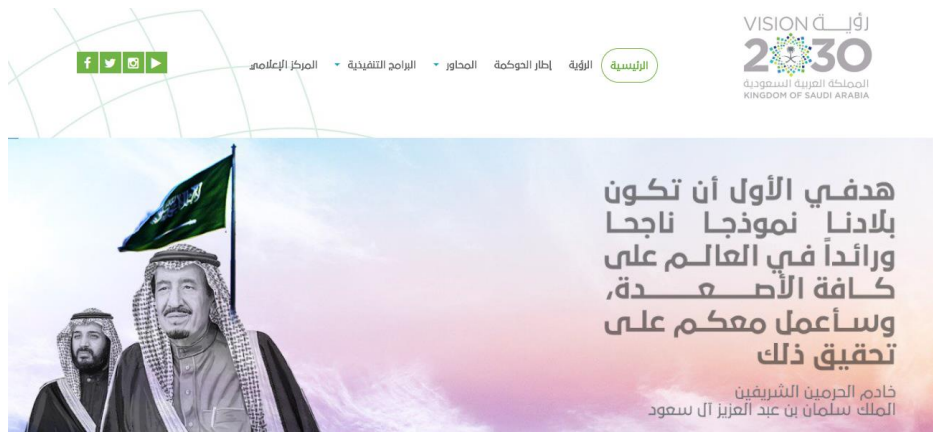 VISION رؤيــة
2030
المملكة العربية السعودية
KINGDOM OF SAUDI ARABIA
الرئيسية الرؤية إطار الحوكمة المحاور البرامج التنفيذية المركز الإعلامي
هدفي الأول أن تكون
بلادنا نموذجا ناجحا
ورائداً في العالم على
كافة الأصعدة،
وسأعمل معكم على
تحقيق ذلك
خادم الحرمين الشريفين
الملك سلمان بن عبد العزيز آل سعود